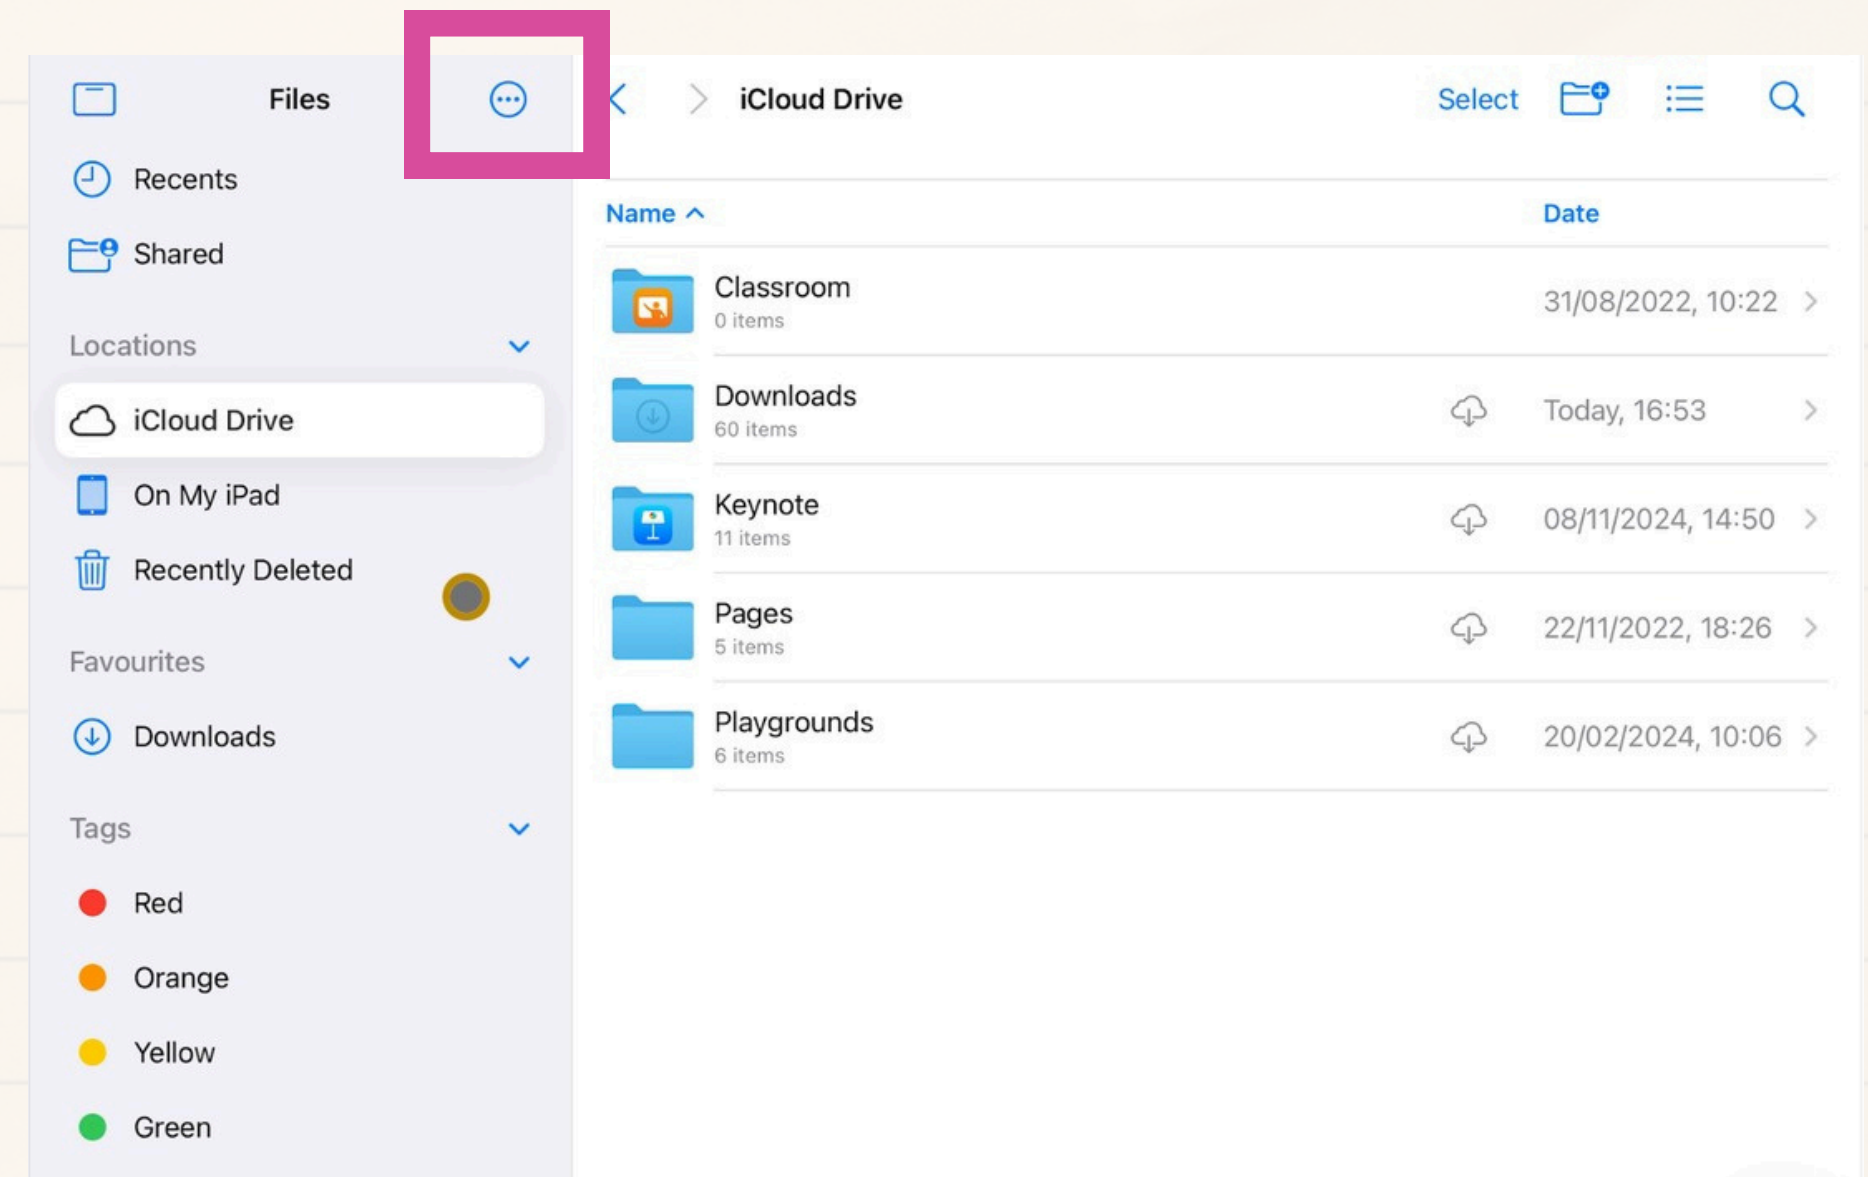 Files
Recents
Shared
Locations
iCloud Drive
On My iPad
Recently Deleted
Favourites
Downloads
Tags
Red
Orange
Yellow
Green
iCloud Drive
Select
Name
Date
Classroom
0 items
31/08/2022, 10:22
Downloads
60 items
Today, 16:53
Keynote
11 items
08/11/2024, 14:50
Pages
5 items
22/11/2022, 18:26
Playgrounds
6 items
20/02/2024, 10:06